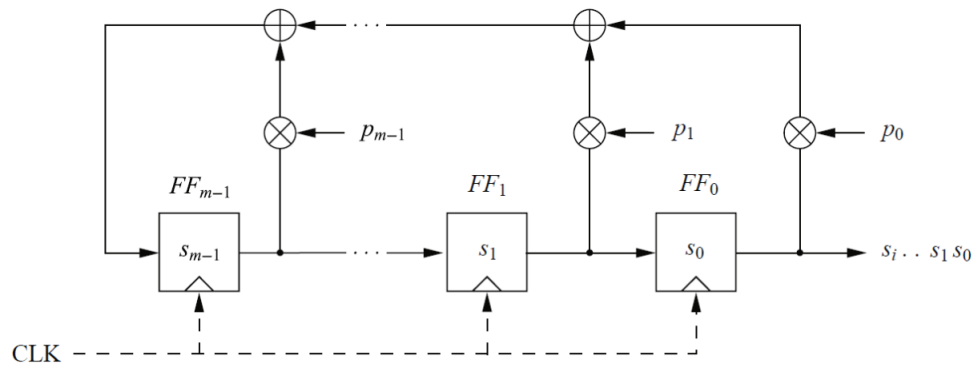 · · ·
p_{m−1} p_1 p_0
FF_{m−1} FF_1 FF_0
s_{m−1} · · · s_1 s_0 s_i . . s_1 s_0
CLK